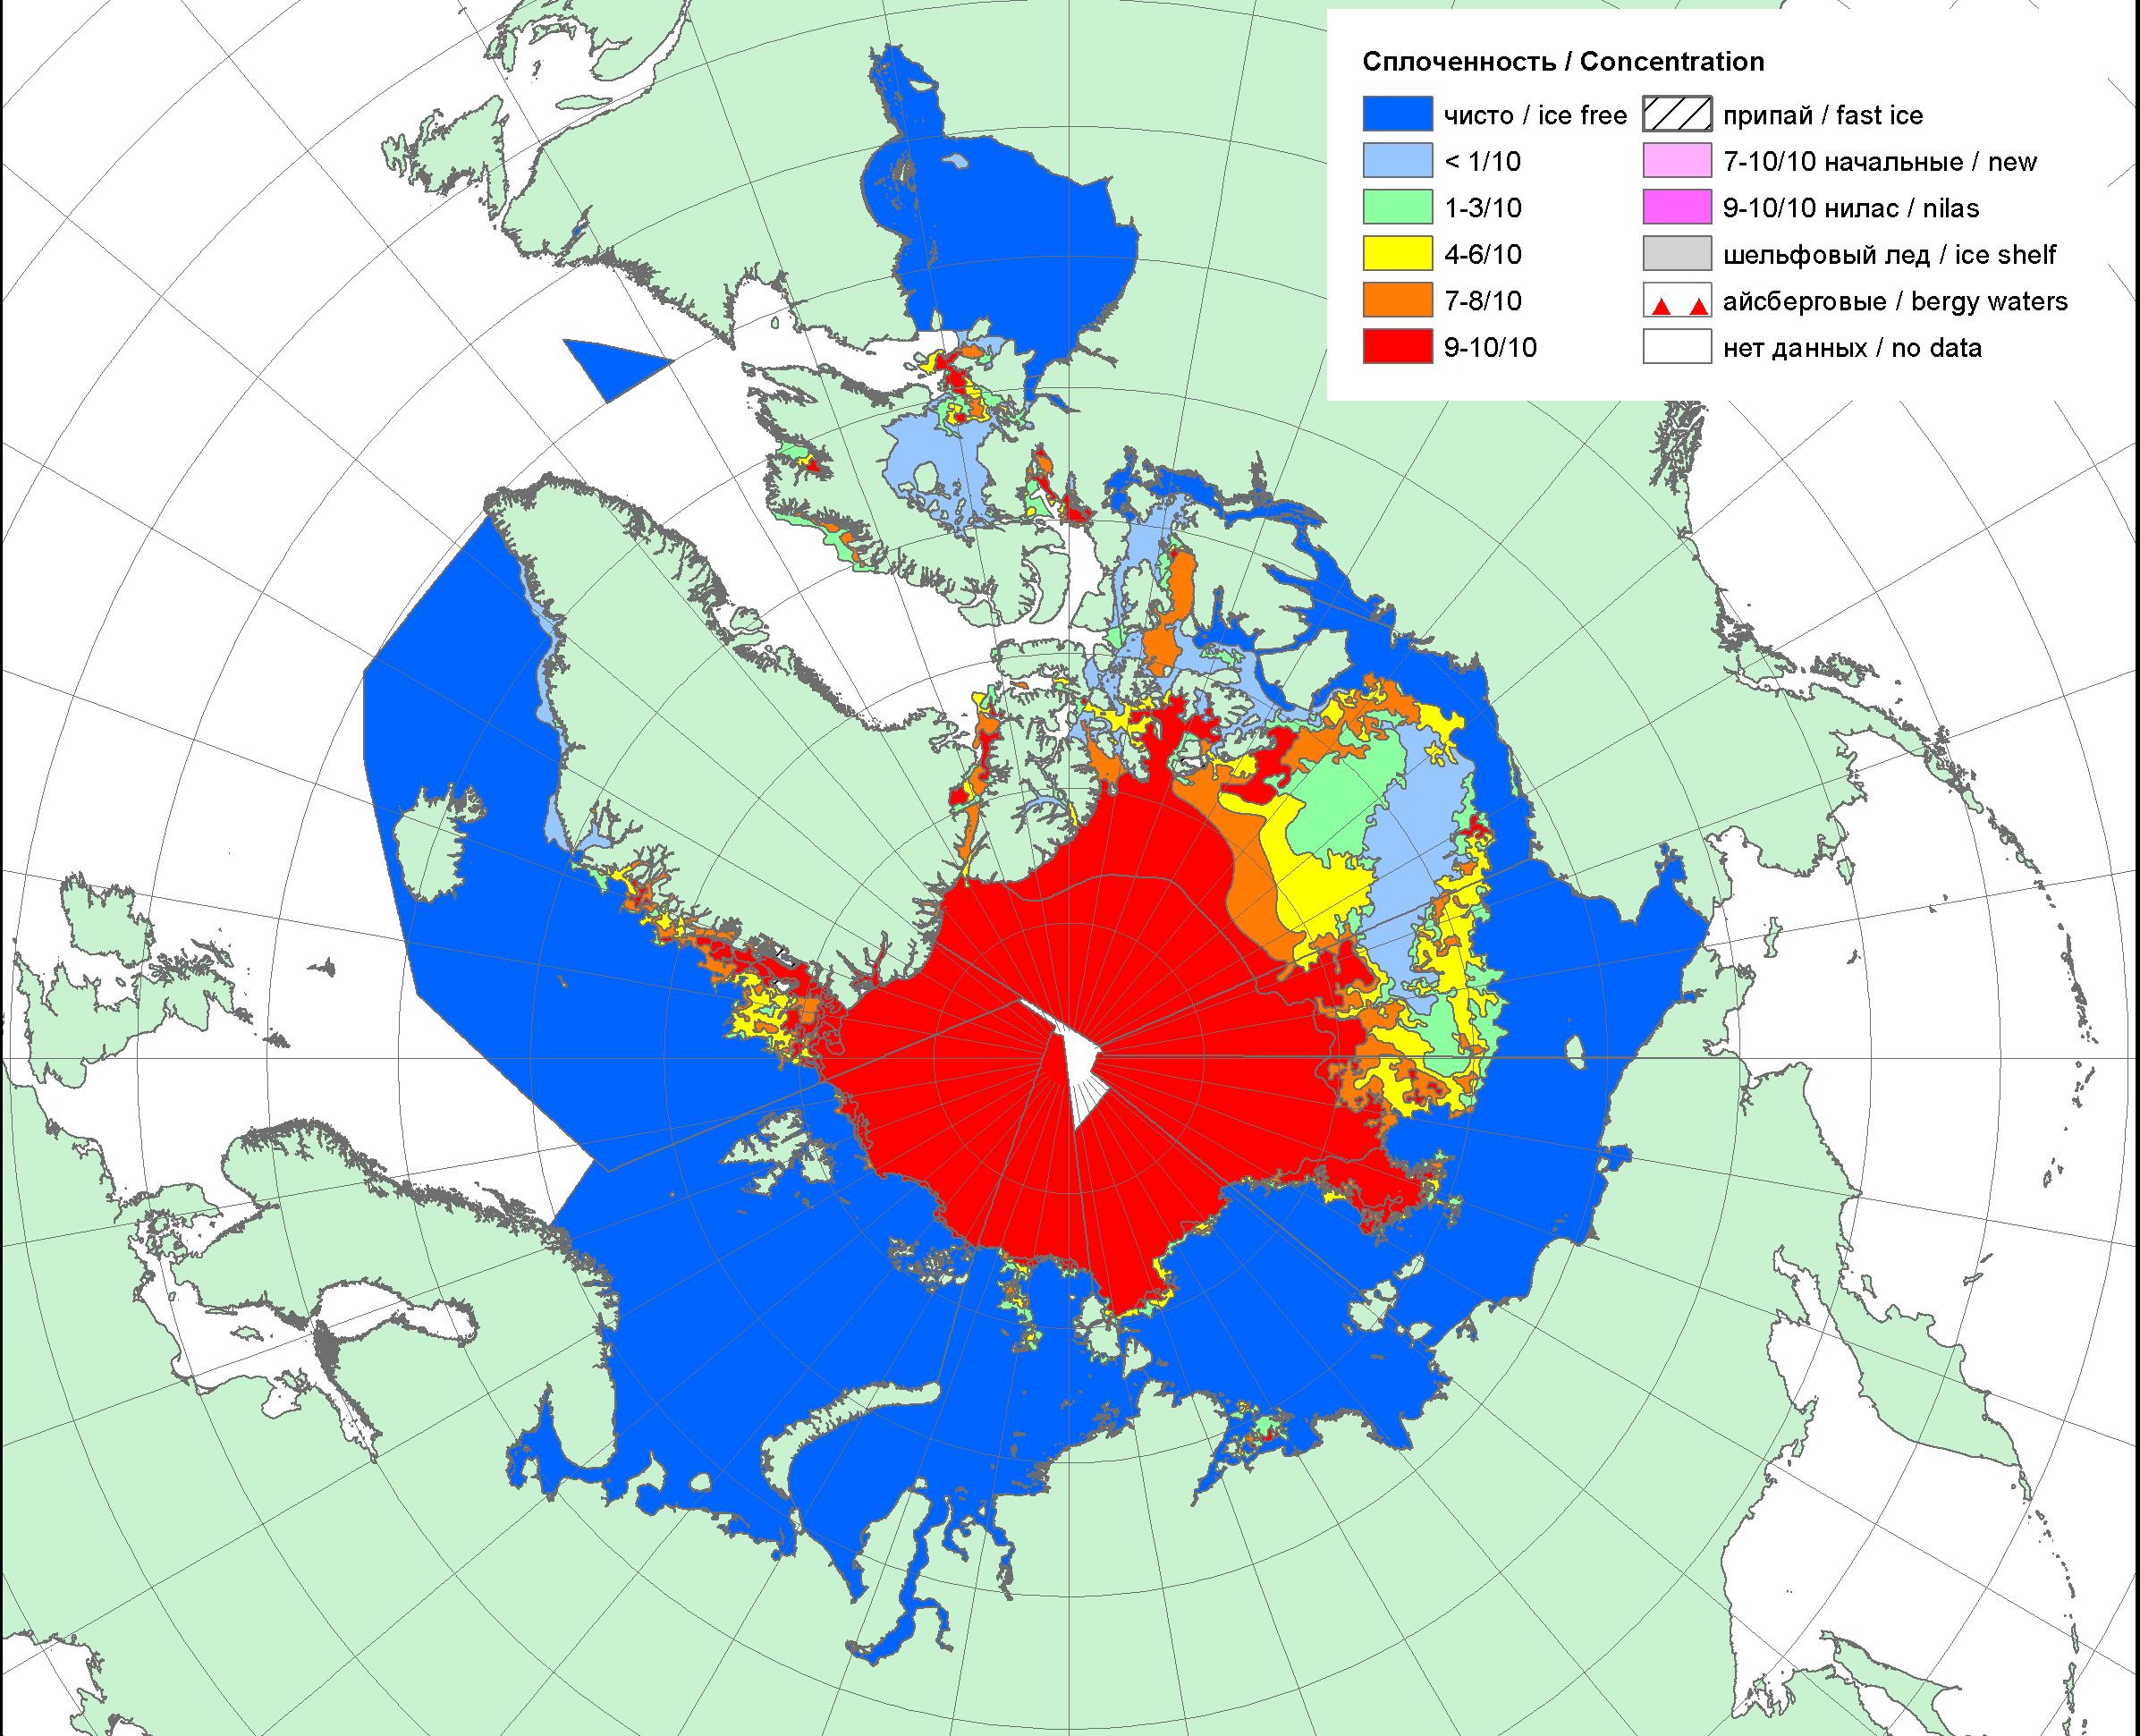 Сплоченность / Concentration
чисто / ice free
< 1/10
1-3/10
4-6/10
7-8/10
9-10/10
припай / fast ice
7-10/10 начальные / new
9-10/10 нилас / nilas
шельфовый лед / ice shelf
айсберговые / bergy waters
нет данных / no data